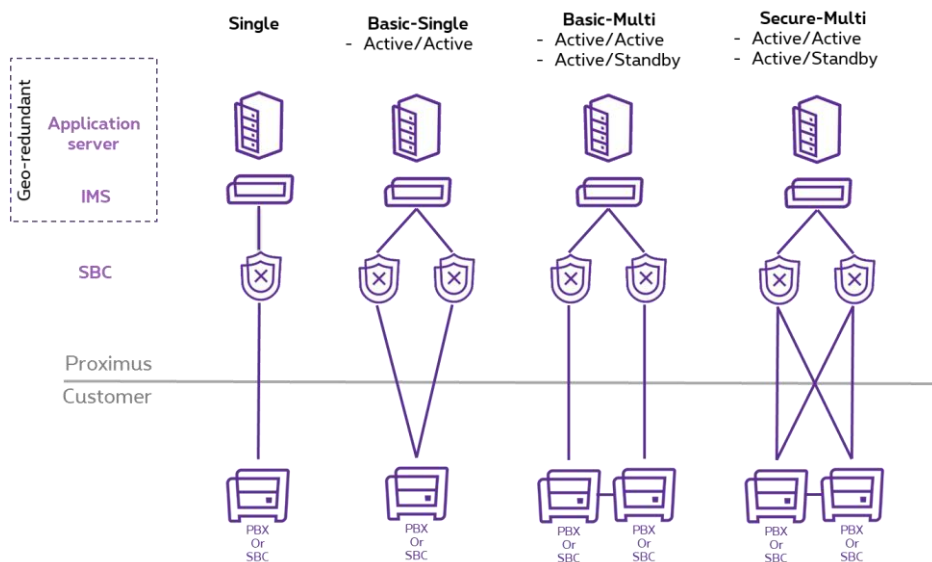 Single
Basic-Single
- Active/Active
Basic-Multi
- Active/Active
- Active/Standby
Secure-Multi
- Active/Active
- Active/Standby
Geo-redundant
Application
server
IMS
SBC
Proximus
Customer
PBX
Or
SBC
PBX
Or
SBC
PBX
Or
SBC
PBX
Or
SBC
PBX
Or
SBC
PBX
Or
SBC